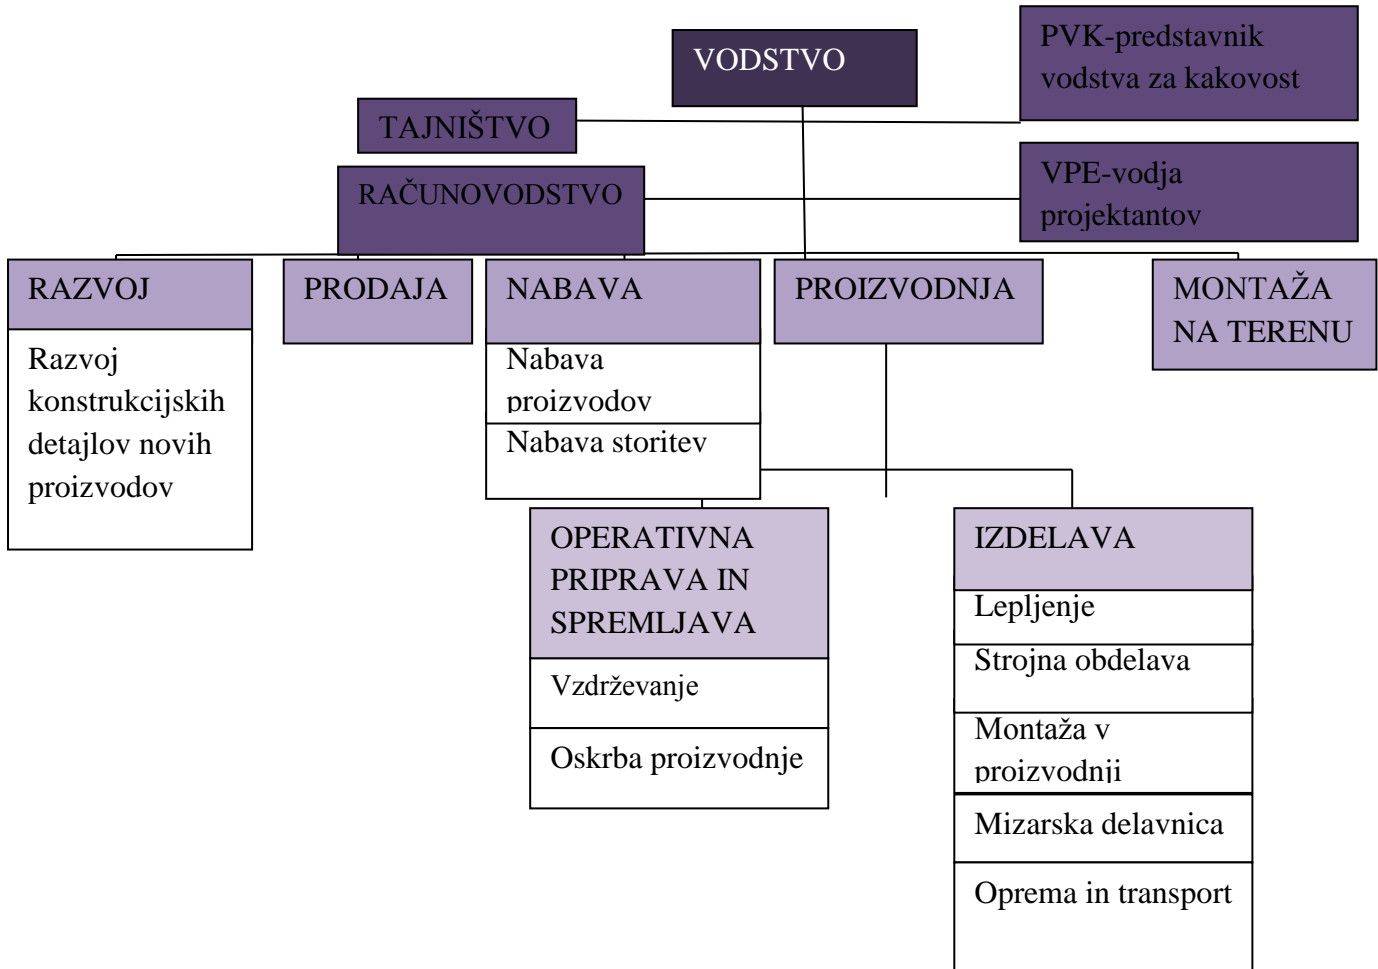 VODSTVO
PVK-predstavnik
vodstva za kakovost
TAJNIŠTVO
RAČUNOVODSTVO
VPE-vodja
projektantov
RAZVOJ
Razvoj
konstrukcijskih
detajlov novih
proizvodov
PRODAJA
NABAVA
Nabava
proizvodov
Nabava storitev
PROIZVODNJA
MONTAŽA
NA TERENU
OPERATIVNA
PRIPRAVA IN
SPREMLJAVA
Vzdrževanje
Oskrba proizvodnje
IZDELAVA
Lepljenje
Strojna obdelava
Montaža v
proizvodnji
Mizarska delavnica
Oprema in transport